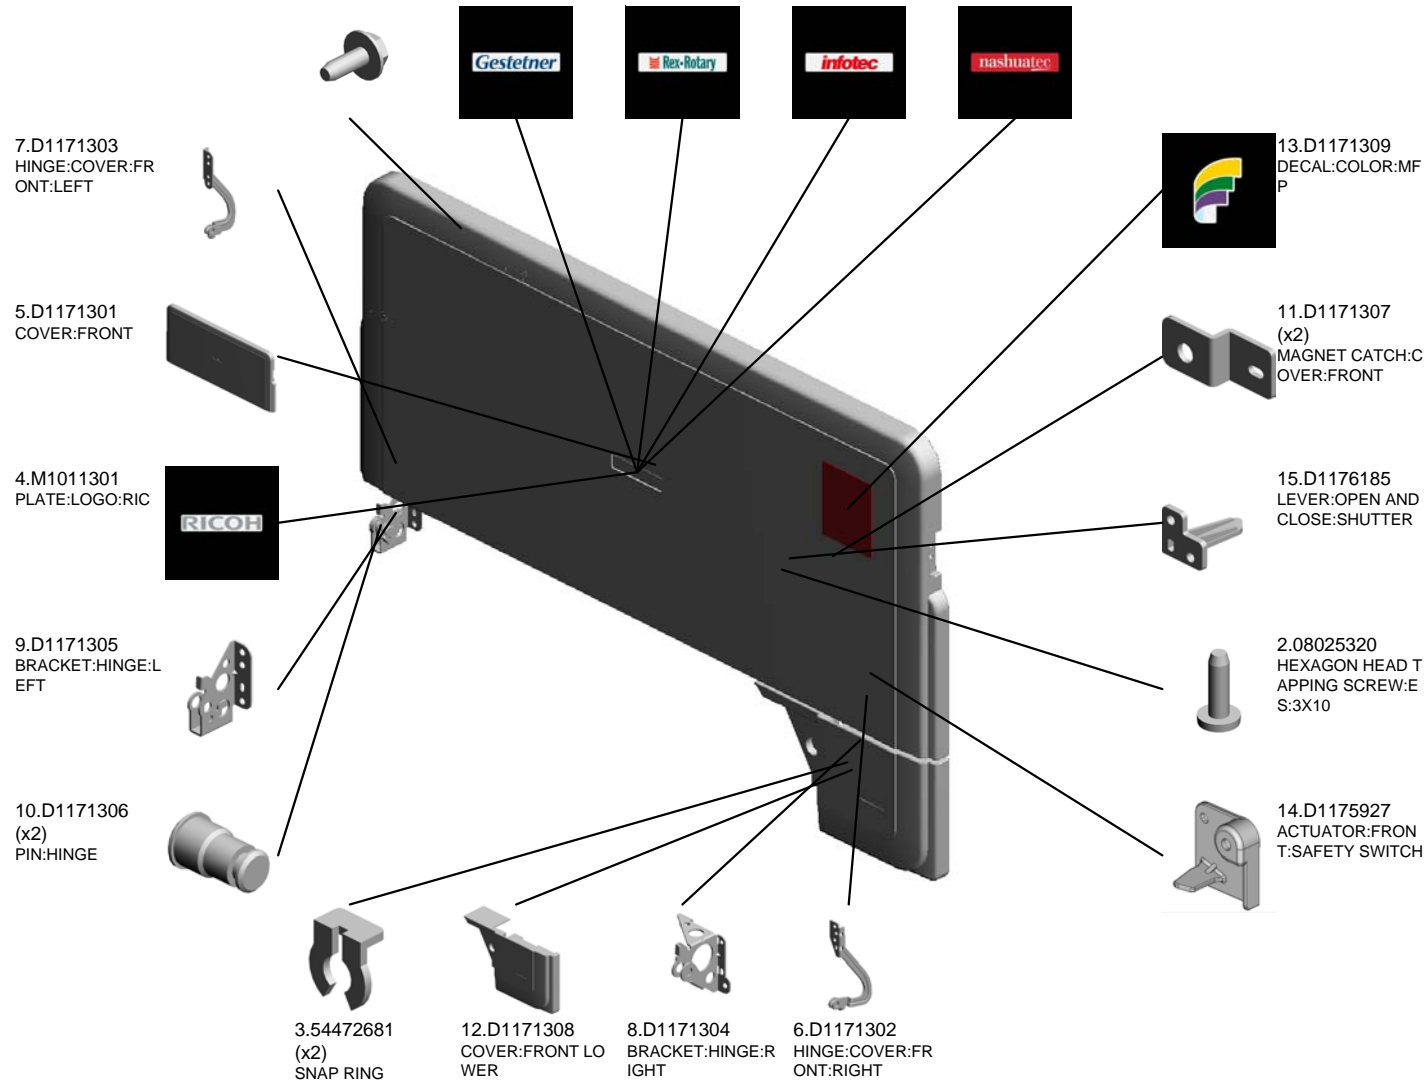 Gestetner
Rex-Rotary
infotec
nashuatec
7.D1171303
HINGE:COVER:FR
ONT:LEFT
13.D1171309
DECAL:COLOR:MF
P
5.D1171301
COVER:FRONT
11.D1171307
(x2)
MAGNET CATCH:C
OVER:FRONT
4.M1011301
PLATE:LOGO:RIC
RICOH
15.D1176185
LEVER:OPEN AND
CLOSE:SHUTTER
9.D1171305
BRACKET:HINGE:L
EFT
2.08025320
HEXAGON HEAD T
APPING SCREW:E
S:3X10
10.D1171306
(x2)
PIN:HINGE
14.D1175927
ACTUATOR:FRON
T:SAFETY SWITCH
3.54472681
(x2)
SNAP RING
12.D1171308
COVER:FRONT LO
WER
8.D1171304
BRACKET:HINGE:R
IGHT
6.D1171302
HINGE:COVER:FR
ONT:RIGHT